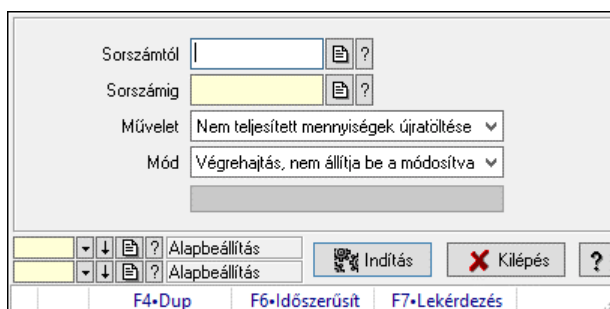 Sorszámtól ?
Sorszámig ?
Művelet Nem teljesített mennyiségek újratöltése
Mód Végrehajtás, nem állítja be a módosítva
? Alapbeállítás
? Alapbeállítás
Indítás Kilépés ?
F4•Dup F6•Időszerűsít F7•Lekérdezés